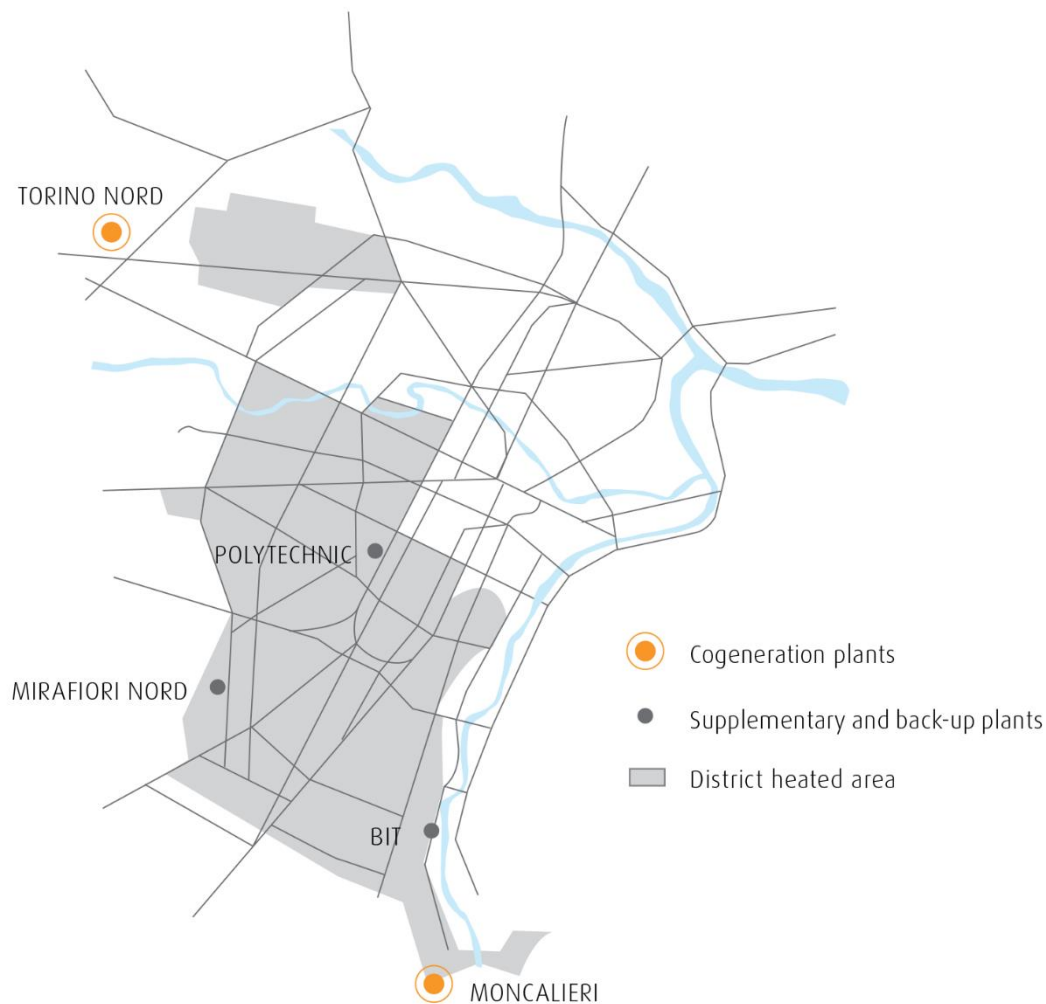 TORINO NORD
POLYTECHNIC
MIRAFIORI NORD
BIT
MONCALIERI
Cogeneration plants
Supplementary and back-up plants
District heated area